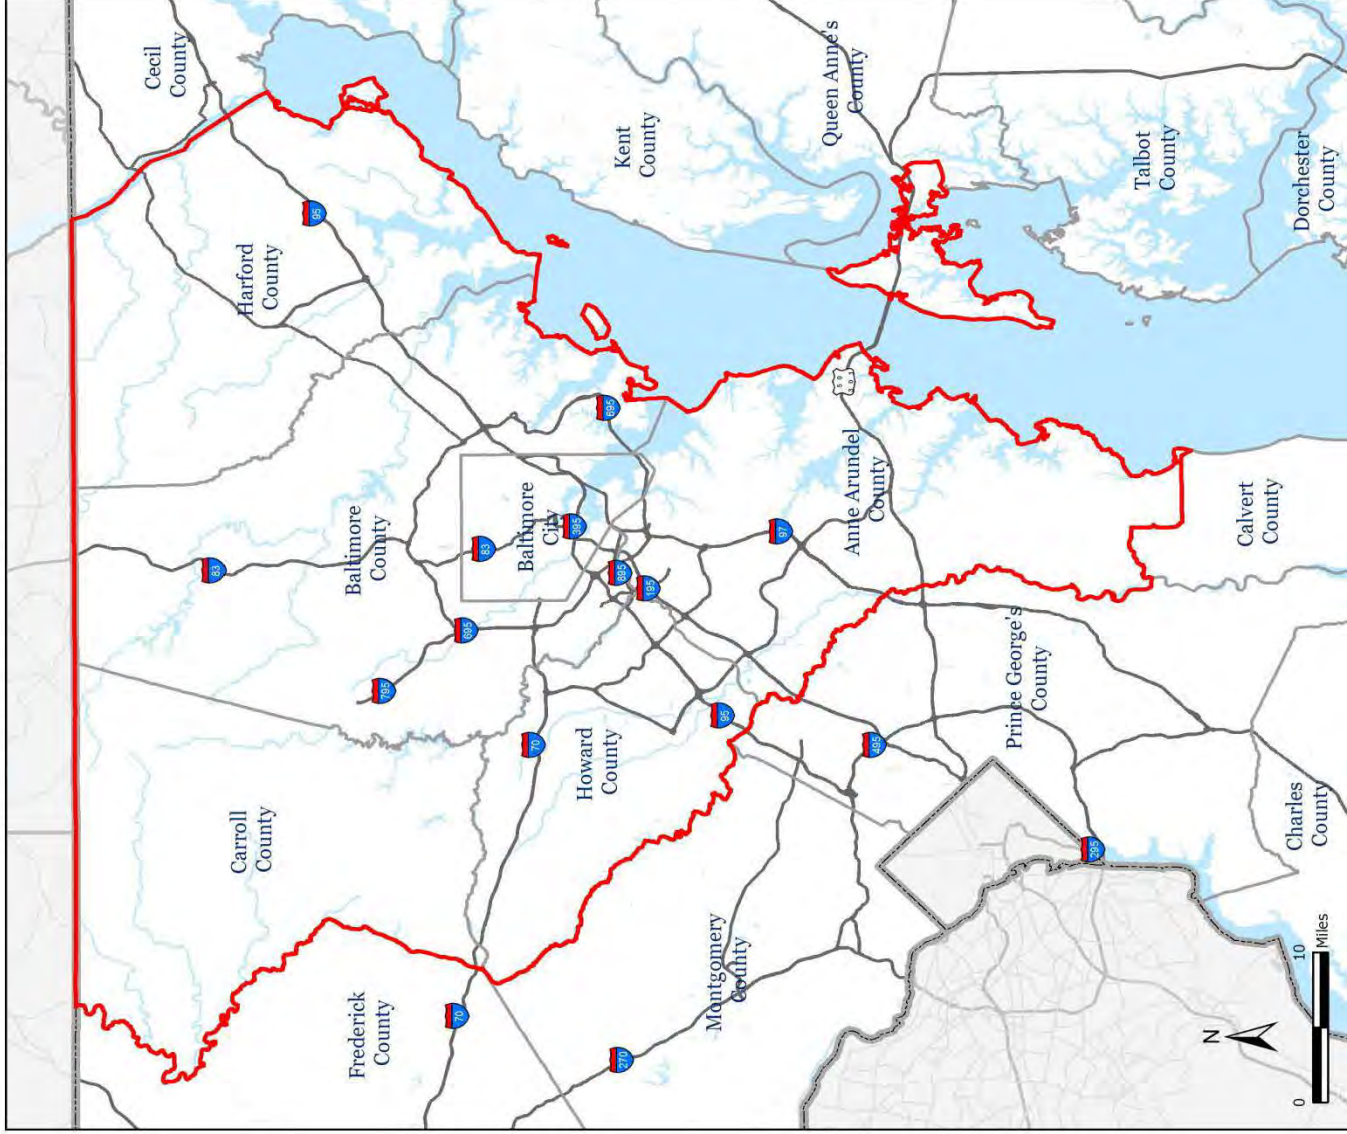 Cecil
County
Harford
County
95
83
Baltimore
County
795
695
83
Baltimore
City
395
695
895
195
Carroll
County
Frederick
County
70
70
Howard
County
95
97
270
Kent
County
Queen Anne's
County
50
301
Anne Arundel
County
Montgomery
County
495
Prince George's
County
295
Talbot
County
Dorchester
County
Calvert
County
Charles
County
N
0
10
Miles